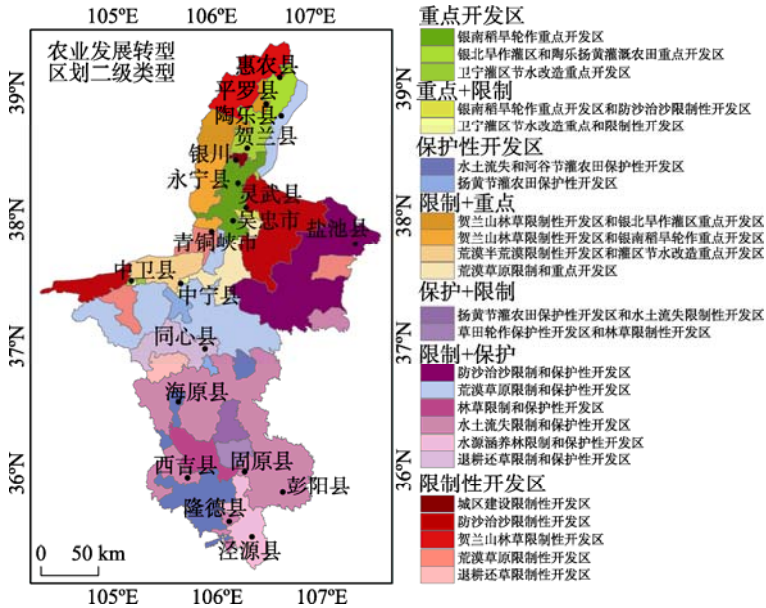 105°E 106°E 107°E
农业发展转型
区划二级类型
39°N
38°N
37°N
36°N
惠农县
平罗县
陶乐县
贺兰县
银川
永宁县
灵武县
吴忠市
盐池县
青铜峡市
中卫县
中宁县
同心县
海原县
西吉县
固原县
彭阳县
隆德县
泾源县
0 50 km
39°N
38°N
37°N
36°N
105°E 106°E 107°E
重点开发区
银南稻旱轮作重点开发区
银北旱作灌区和陶乐扬黄灌溉农田重点开发区
卫宁灌区节水改造重点开发区
重点+限制
银南稻旱轮作重点开发区和防沙治沙限制性开发区
卫宁灌区节水改造重点和限制性开发区
保护性开发区
水土流失和河谷节灌农田保护性开发区
扬黄节灌农田保护性开发区
限制+重点
贺兰山林草限制性开发区和银北旱作灌区重点开发区
贺兰山林草限制性开发区和银南稻旱轮作重点开发区
荒漠半荒漠限制性开发区和灌区节水改造重点开发区
荒漠草原限制和重点开发区
保护+限制
扬黄节灌农田保护性开发区和水土流失限制性开发区
草田轮作保护性开发区和林草限制性开发区
限制+保护
防沙治沙限制和保护性开发区
荒漠草原限制和保护性开发区
林草限制和保护性开发区
水土流失限制和保护性开发区
水源涵养林限制和保护性开发区
退耕还草限制和保护性开发区
限制性开发区
城区建设限制性开发区
防沙治沙限制性开发区
贺兰山林草限制性开发区
荒漠草原限制性开发区
退耕还草限制性开发区